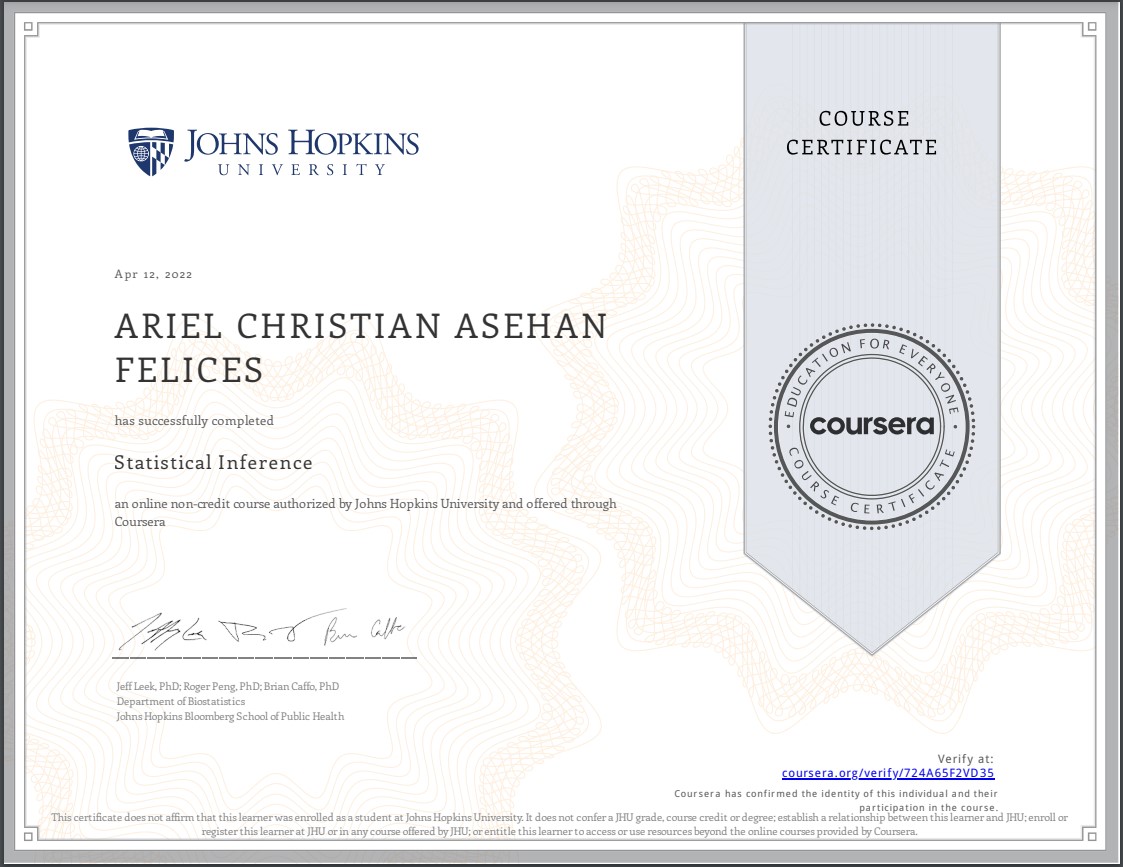 JOHNS HOPKINS
UNIVERSITY
COURSE
CERTIFICATE
Apr 12, 2022
ARIEL CHRISTIAN ASEHAN
FELICES
has successfully completed
Statistical Inference
an online non-credit course authorized by Johns Hopkins University and offered through
Coursera
EDUCATION FOR EVERYONE
coursera
COURSE CERTIFICATE
Jeff Leek, PhD; Roger Peng, PhD; Brian Caffo, PhD
Department of Biostatistics
Johns Hopkins Bloomberg School of Public Health
Verify at:
coursera.org/verify/724A65F2VD35
Coursera has confirmed the identity of this individual and their
participation in the course.
This certificate does not affirm that this learner was enrolled as a student at Johns Hopkins University. It does not confer a JHU grade, course credit or degree; establish a relationship between this learner and JHU; enroll or
register this learner at JHU or in any course offered by JHU; or entitle this learner to access or use resources beyond the online courses provided by Coursera.